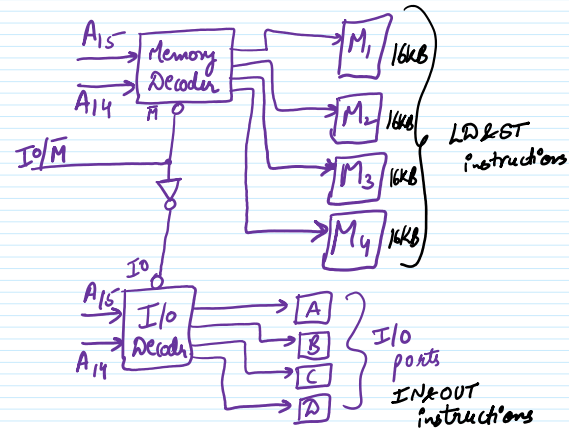 A15
Memory
Decoder
A14
M̅
IO/M̅
M1
16KB
M2
16KB
M3
16KB
M4
16KB
LD&ST
instructions
IO
A15
I/O
Decoder
A14
A
B
C
D
I/O
ports
IN&OUT
instructions